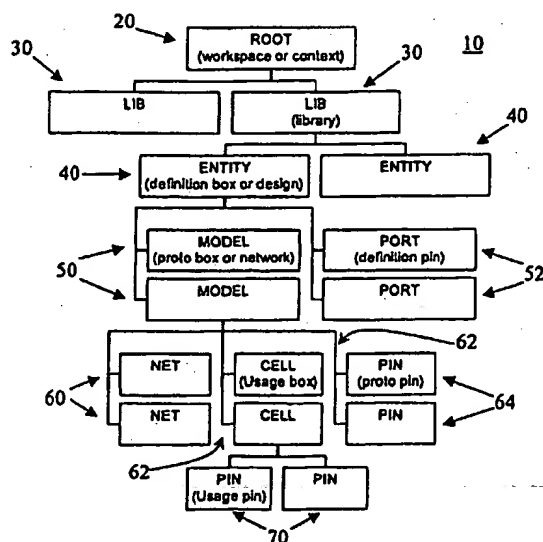 20
ROOT
(workspace or context)
10
30
30
LIB
LIB
(library)
40
40
ENTITY
(definition box or design)
ENTITY
50
MODEL
(proto box or network)
PORT
(definition pin)
52
MODEL
PORT
62
60
NET
CELL
(Usage box)
PIN
(proto pin)
64
NET
CELL
PIN
62
PIN
(Usage pin)
PIN
70